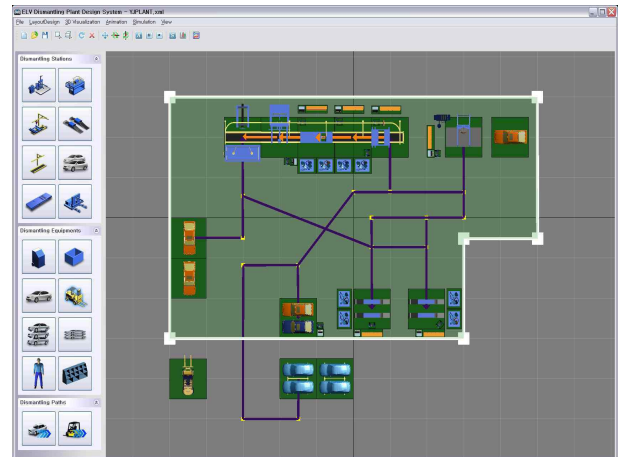 ELV Dismantling Plant Design System - 1DPLANT.xml
File LayoutDesign 3D Visualization Animation Simulation View
Dismantling Stations
Dismantling Equipments
Dismantling Paths